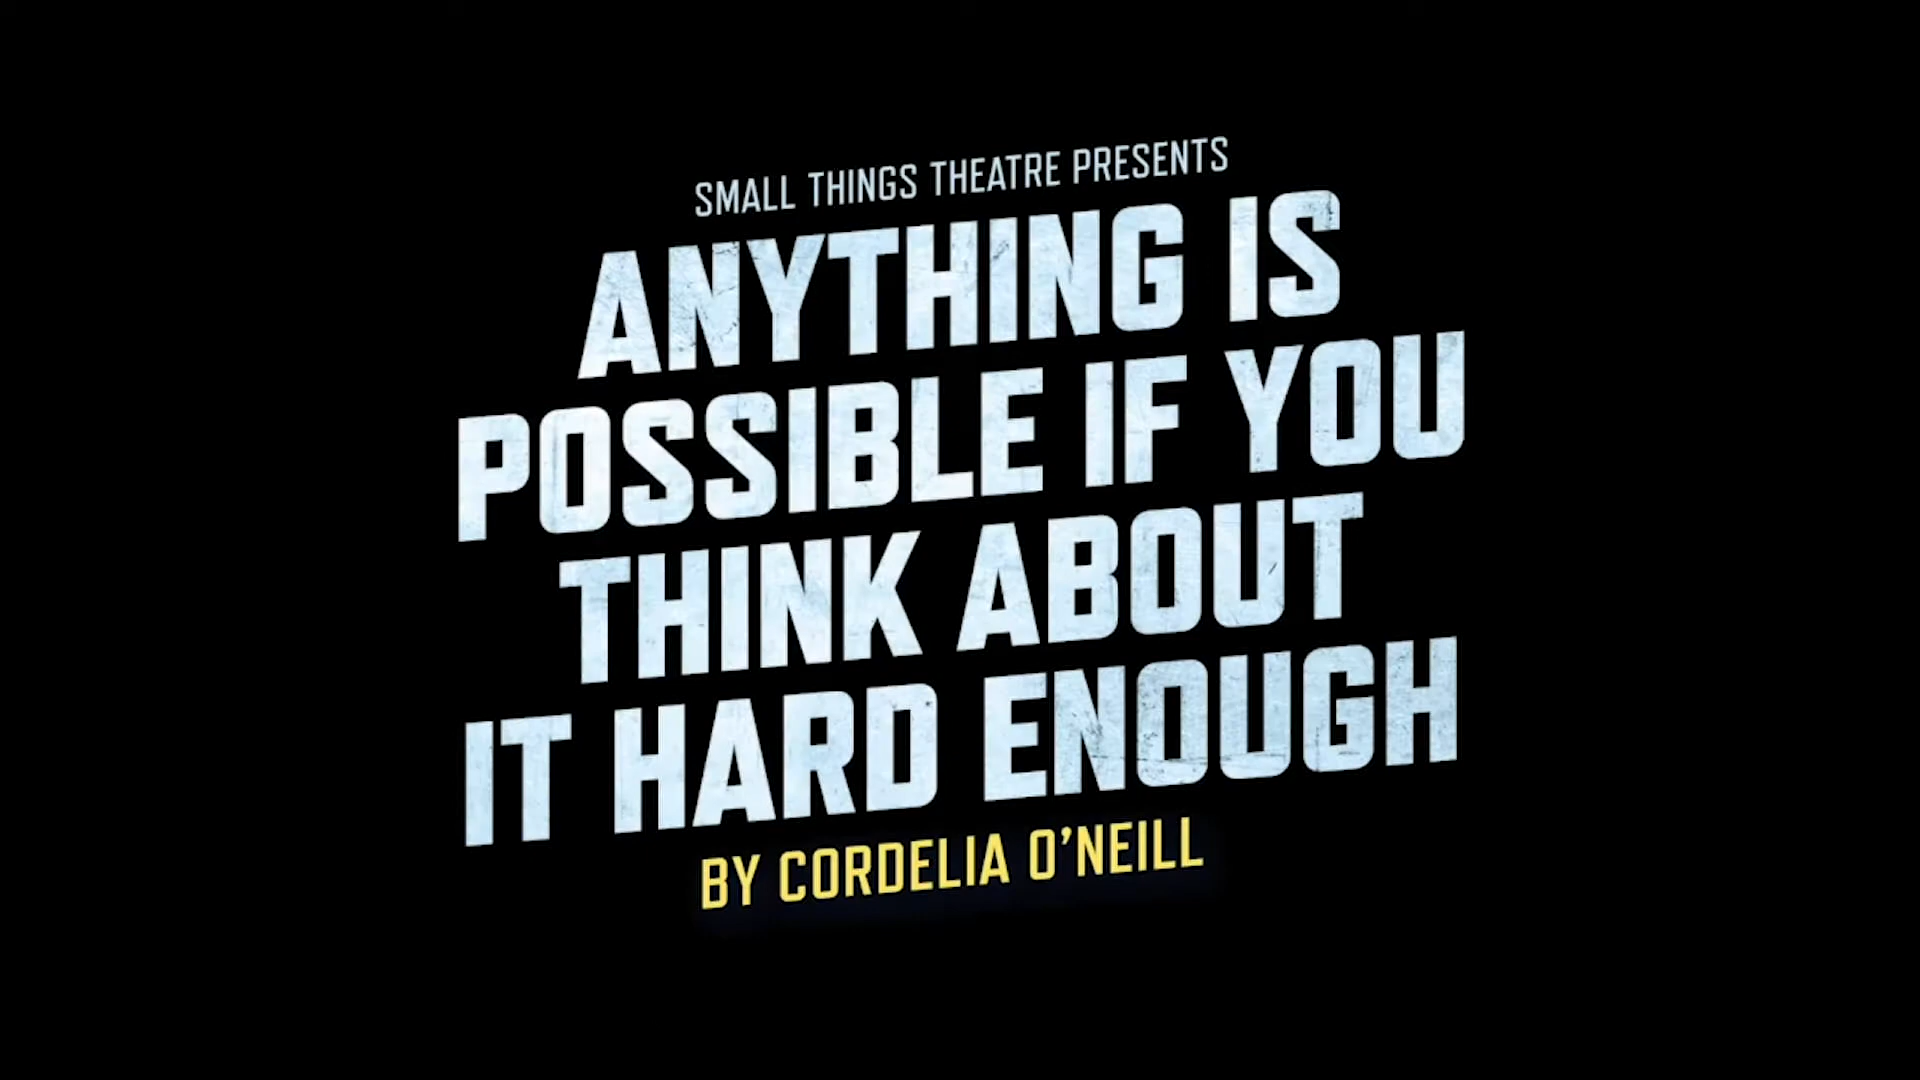 SMALL THINGS THEATRE PRESENTS
ANYTHING IS
POSSIBLE IF YOU
THINK ABOUT
IT HARD ENOUGH
BY CORDELIA O'NEILL